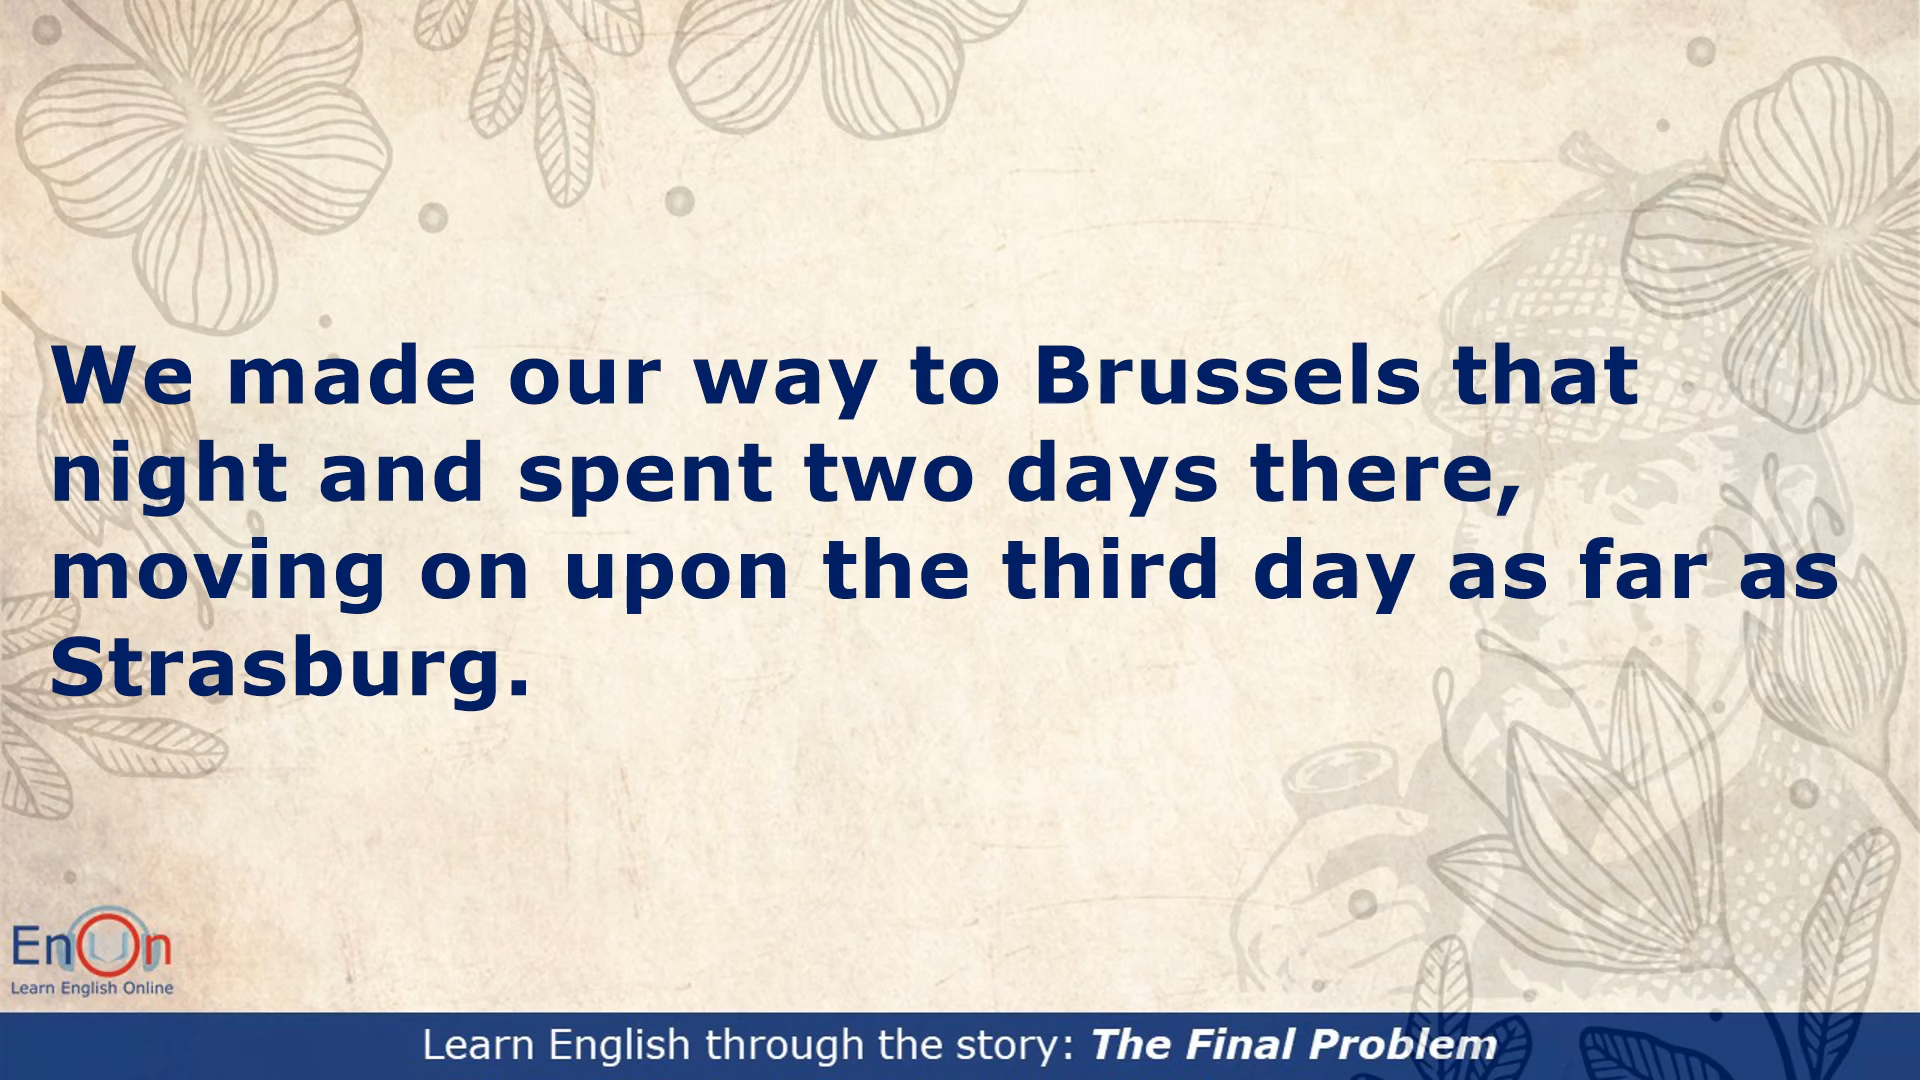 We made our way to Brussels that
night and spent two days there,
moving on upon the third day as far as
Strasburg.
EnOn
Learn English Online
Learn English through the story: The Final Problem